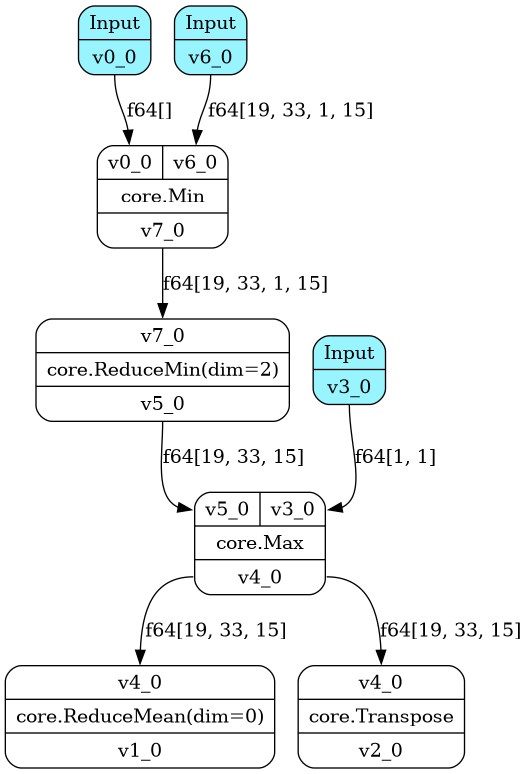 Input
v0_0
Input
v6_0
f64[]
f64[19, 33, 1, 15]
v0_0
v6_0
core.Min
v7_0
f64[19, 33, 1, 15]
v7_0
core.ReduceMin(dim=2)
v5_0
Input
v3_0
f64[19, 33, 15]
f64[1, 1]
v5_0
v3_0
core.Max
v4_0
f64[19, 33, 15]
f64[19, 33, 15]
v4_0
core.ReduceMean(dim=0)
v1_0
v4_0
core.Transpose
v2_0